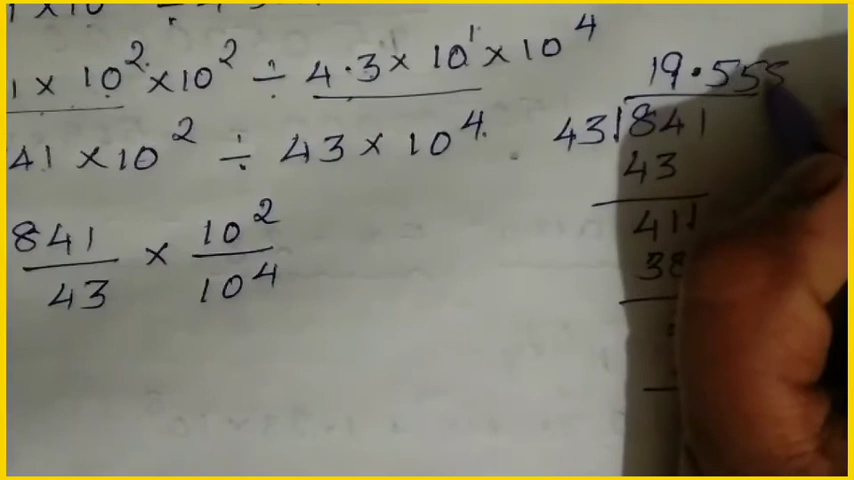 1 × 10² × 10² ÷ 4.3 × 10¹ × 10⁴
41 × 10² ÷ 43 × 10⁴
841/43 × 10²/10⁴
19.555
43 841
43
411
38